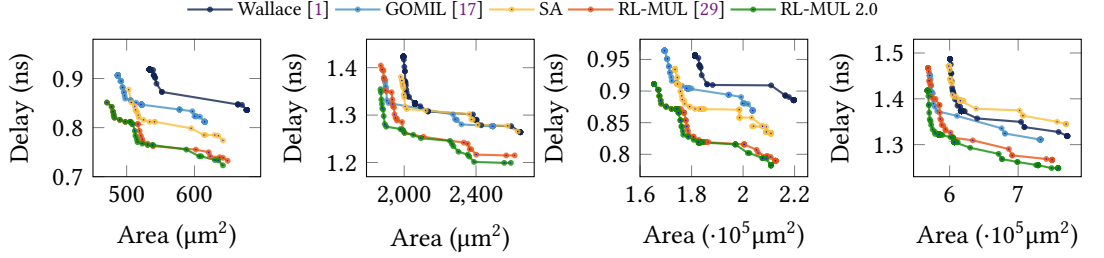 Wallace [1] GOMIL [17] SA RL-MUL [29] RL-MUL 2.0
Delay (ns)
0.9
0.8
0.7
500 600
Area (μm²)
Delay (ns)
1.4
1.3
1.2
2,000 2,400
Area (μm²)
Delay (ns)
0.95
0.9
0.85
0.8
1.6 1.8 2 2.2
Area (·10⁵μm²)
Delay (ns)
1.5
1.4
1.3
6 7
Area (·10⁵μm²)